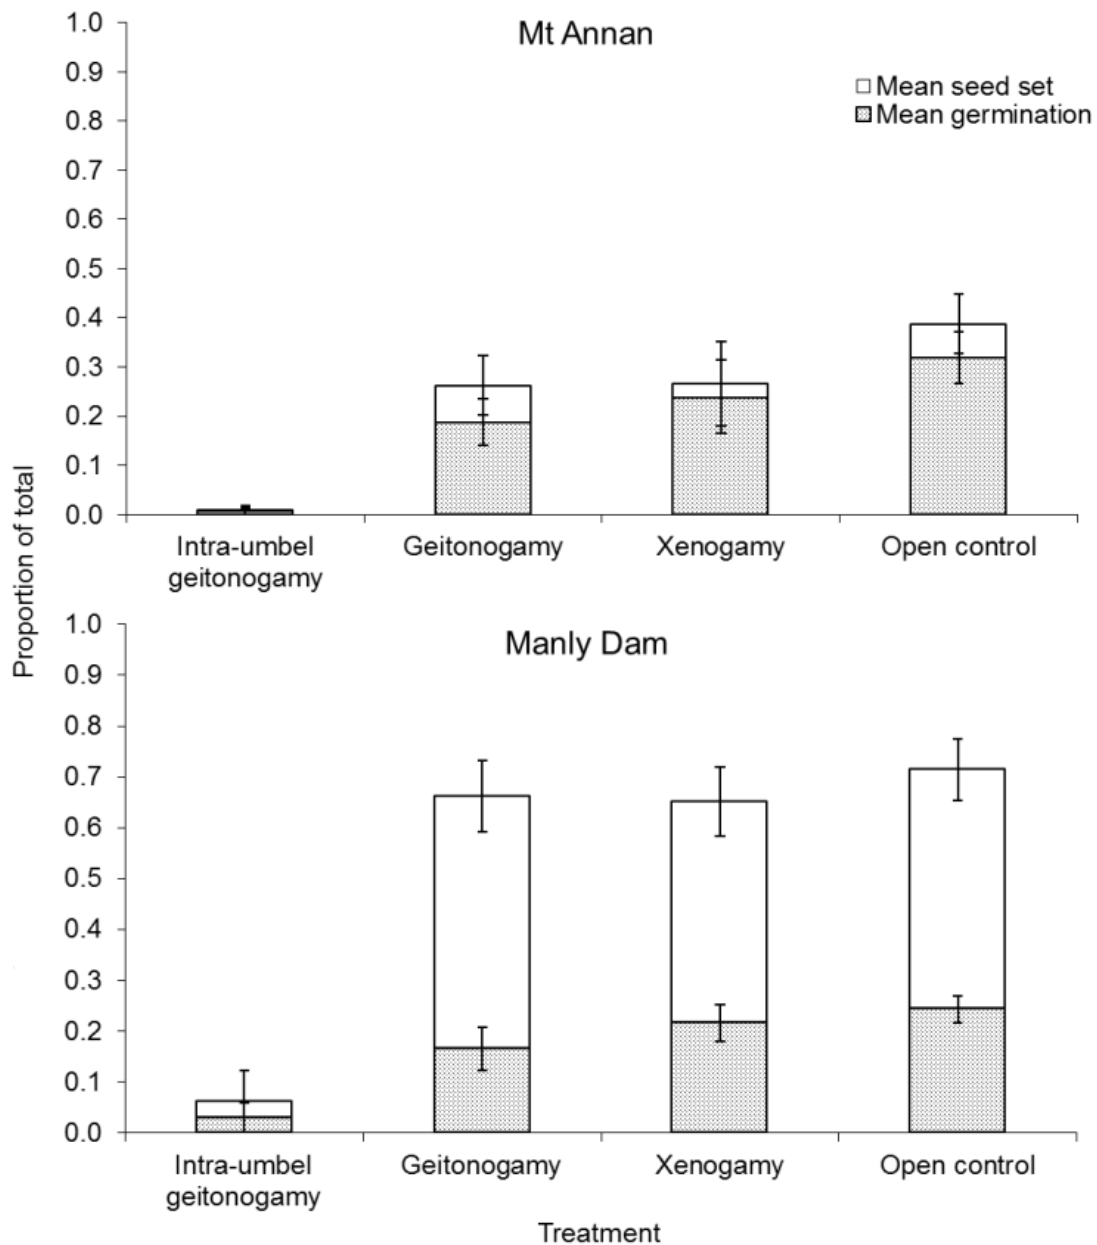 Mt Annan
Mean seed set
Mean germination
1.0
0.9
0.8
0.7
0.6
0.5
0.4
0.3
0.2
0.1
0.0
Intra-umbel
geitonogamy
Geitonogamy
Xenogamy
Open control
Proportion of total
Manly Dam
1.0
0.9
0.8
0.7
0.6
0.5
0.4
0.3
0.2
0.1
0.0
Intra-umbel
geitonogamy
Geitonogamy
Xenogamy
Open control
Treatment